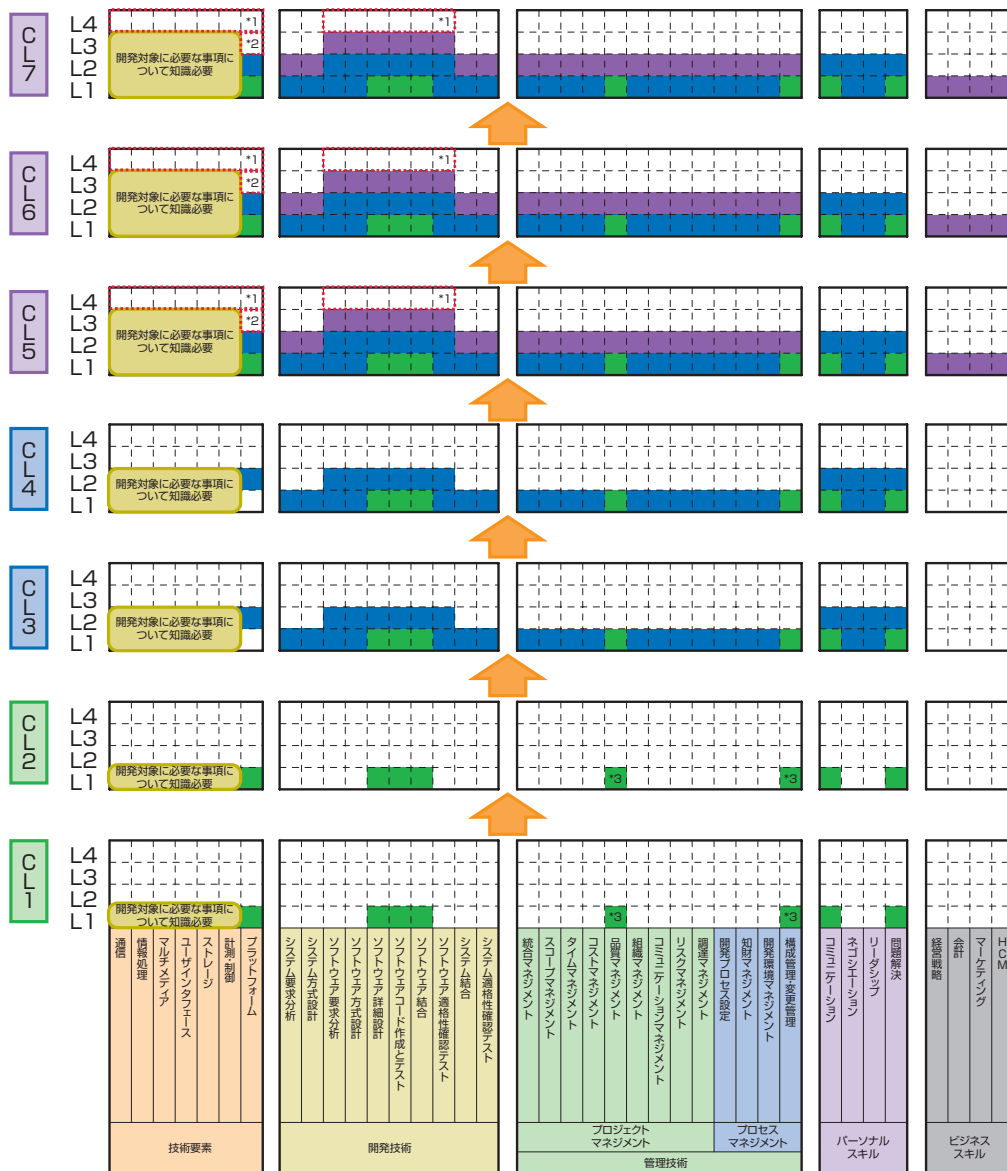 CL7
L4
L3
L2
L1
*1
*2
開発対象に必要な事項に
ついて知識必要
*1
CL6
L4
L3
L2
L1
*1
*2
開発対象に必要な事項に
ついて知識必要
*1
CL5
L4
L3
L2
L1
*1
*2
開発対象に必要な事項に
ついて知識必要
*1
CL4
L4
L3
L2
L1
開発対象に必要な事項に
ついて知識必要
CL3
L4
L3
L2
L1
開発対象に必要な事項に
ついて知識必要
CL2
L4
L3
L2
L1
開発対象に必要な事項に
ついて知識必要
*3
*3
CL1
L4
L3
L2
L1
開発対象に必要な事項に
ついて知識必要
*3
*3
通信
情報処理
マルチメディア
ユーザインタフェース
ストレージ
計測・制御
プラットフォーム
技術要素
システム要求分析
システム方式設計
ソフトウェア要求分析
ソフトウェア方式設計
ソフトウェア詳細設計
ソフトウェアコード作成とテスト
ソフトウェア結合
ソフトウェア適格性確認テスト
システム結合
システム適格性確認テスト
開発技術
統合マネジメント
スコープマネジメント
タイムマネジメント
コストマネジメント
品質マネジメント
組織マネジメント
コミュニケーションマネジメント
リスクマネジメント
調達マネジメント
開発プロセス設定
知財マネジメント
開発環境マネジメント
構成管理・変更管理
プロジェクト
マネジメント
プロセス
マネジメント
管理技術
コミュニケーション
ネゴシエーション
リーダシップ
問題解決
パーソナル
スキル
経営戦略
会計
マーケティング
HCM
ビジネス
スキル